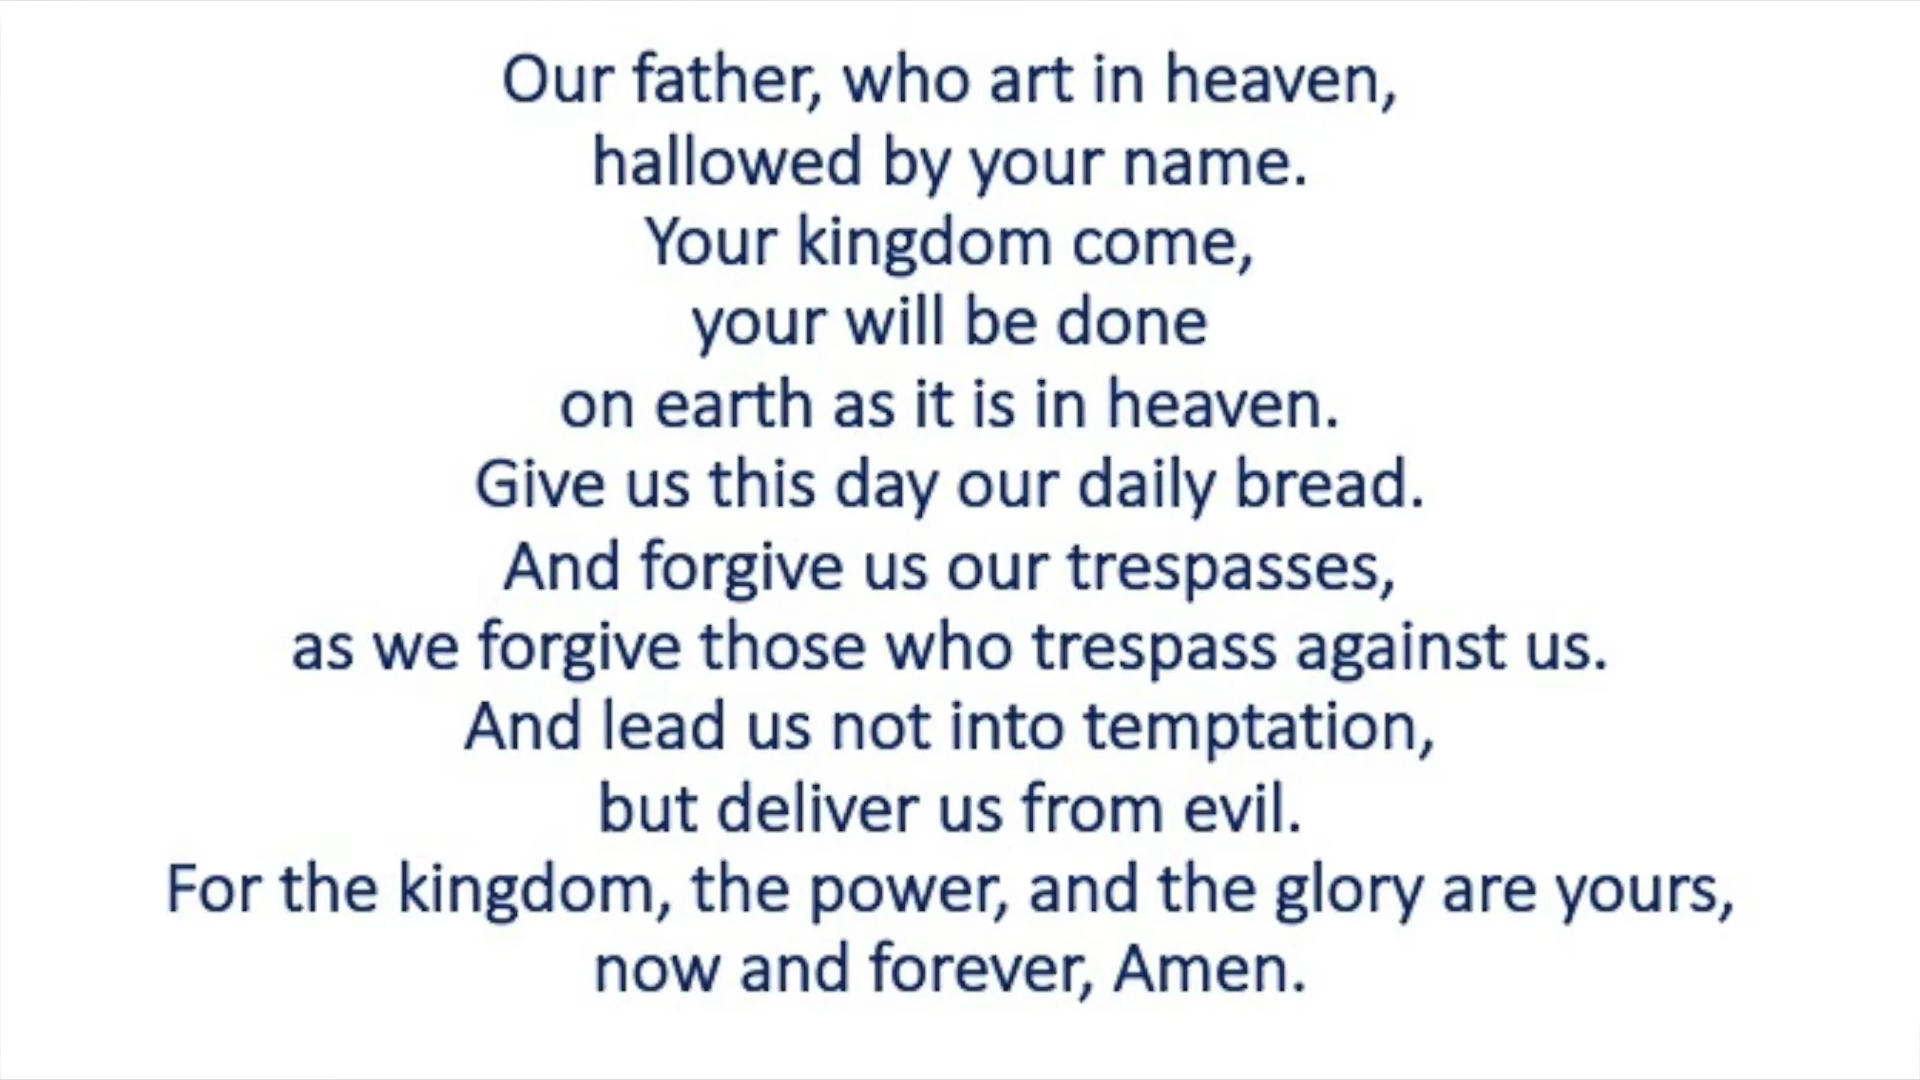 Our father, who art in heaven,
hallowed by your name.
Your kingdom come,
your will be done
on earth as it is in heaven.
Give us this day our daily bread.
And forgive us our trespasses,
as we forgive those who trespass against us.
And lead us not into temptation,
but deliver us from evil.
For the kingdom, the power, and the glory are yours,
now and forever, Amen.